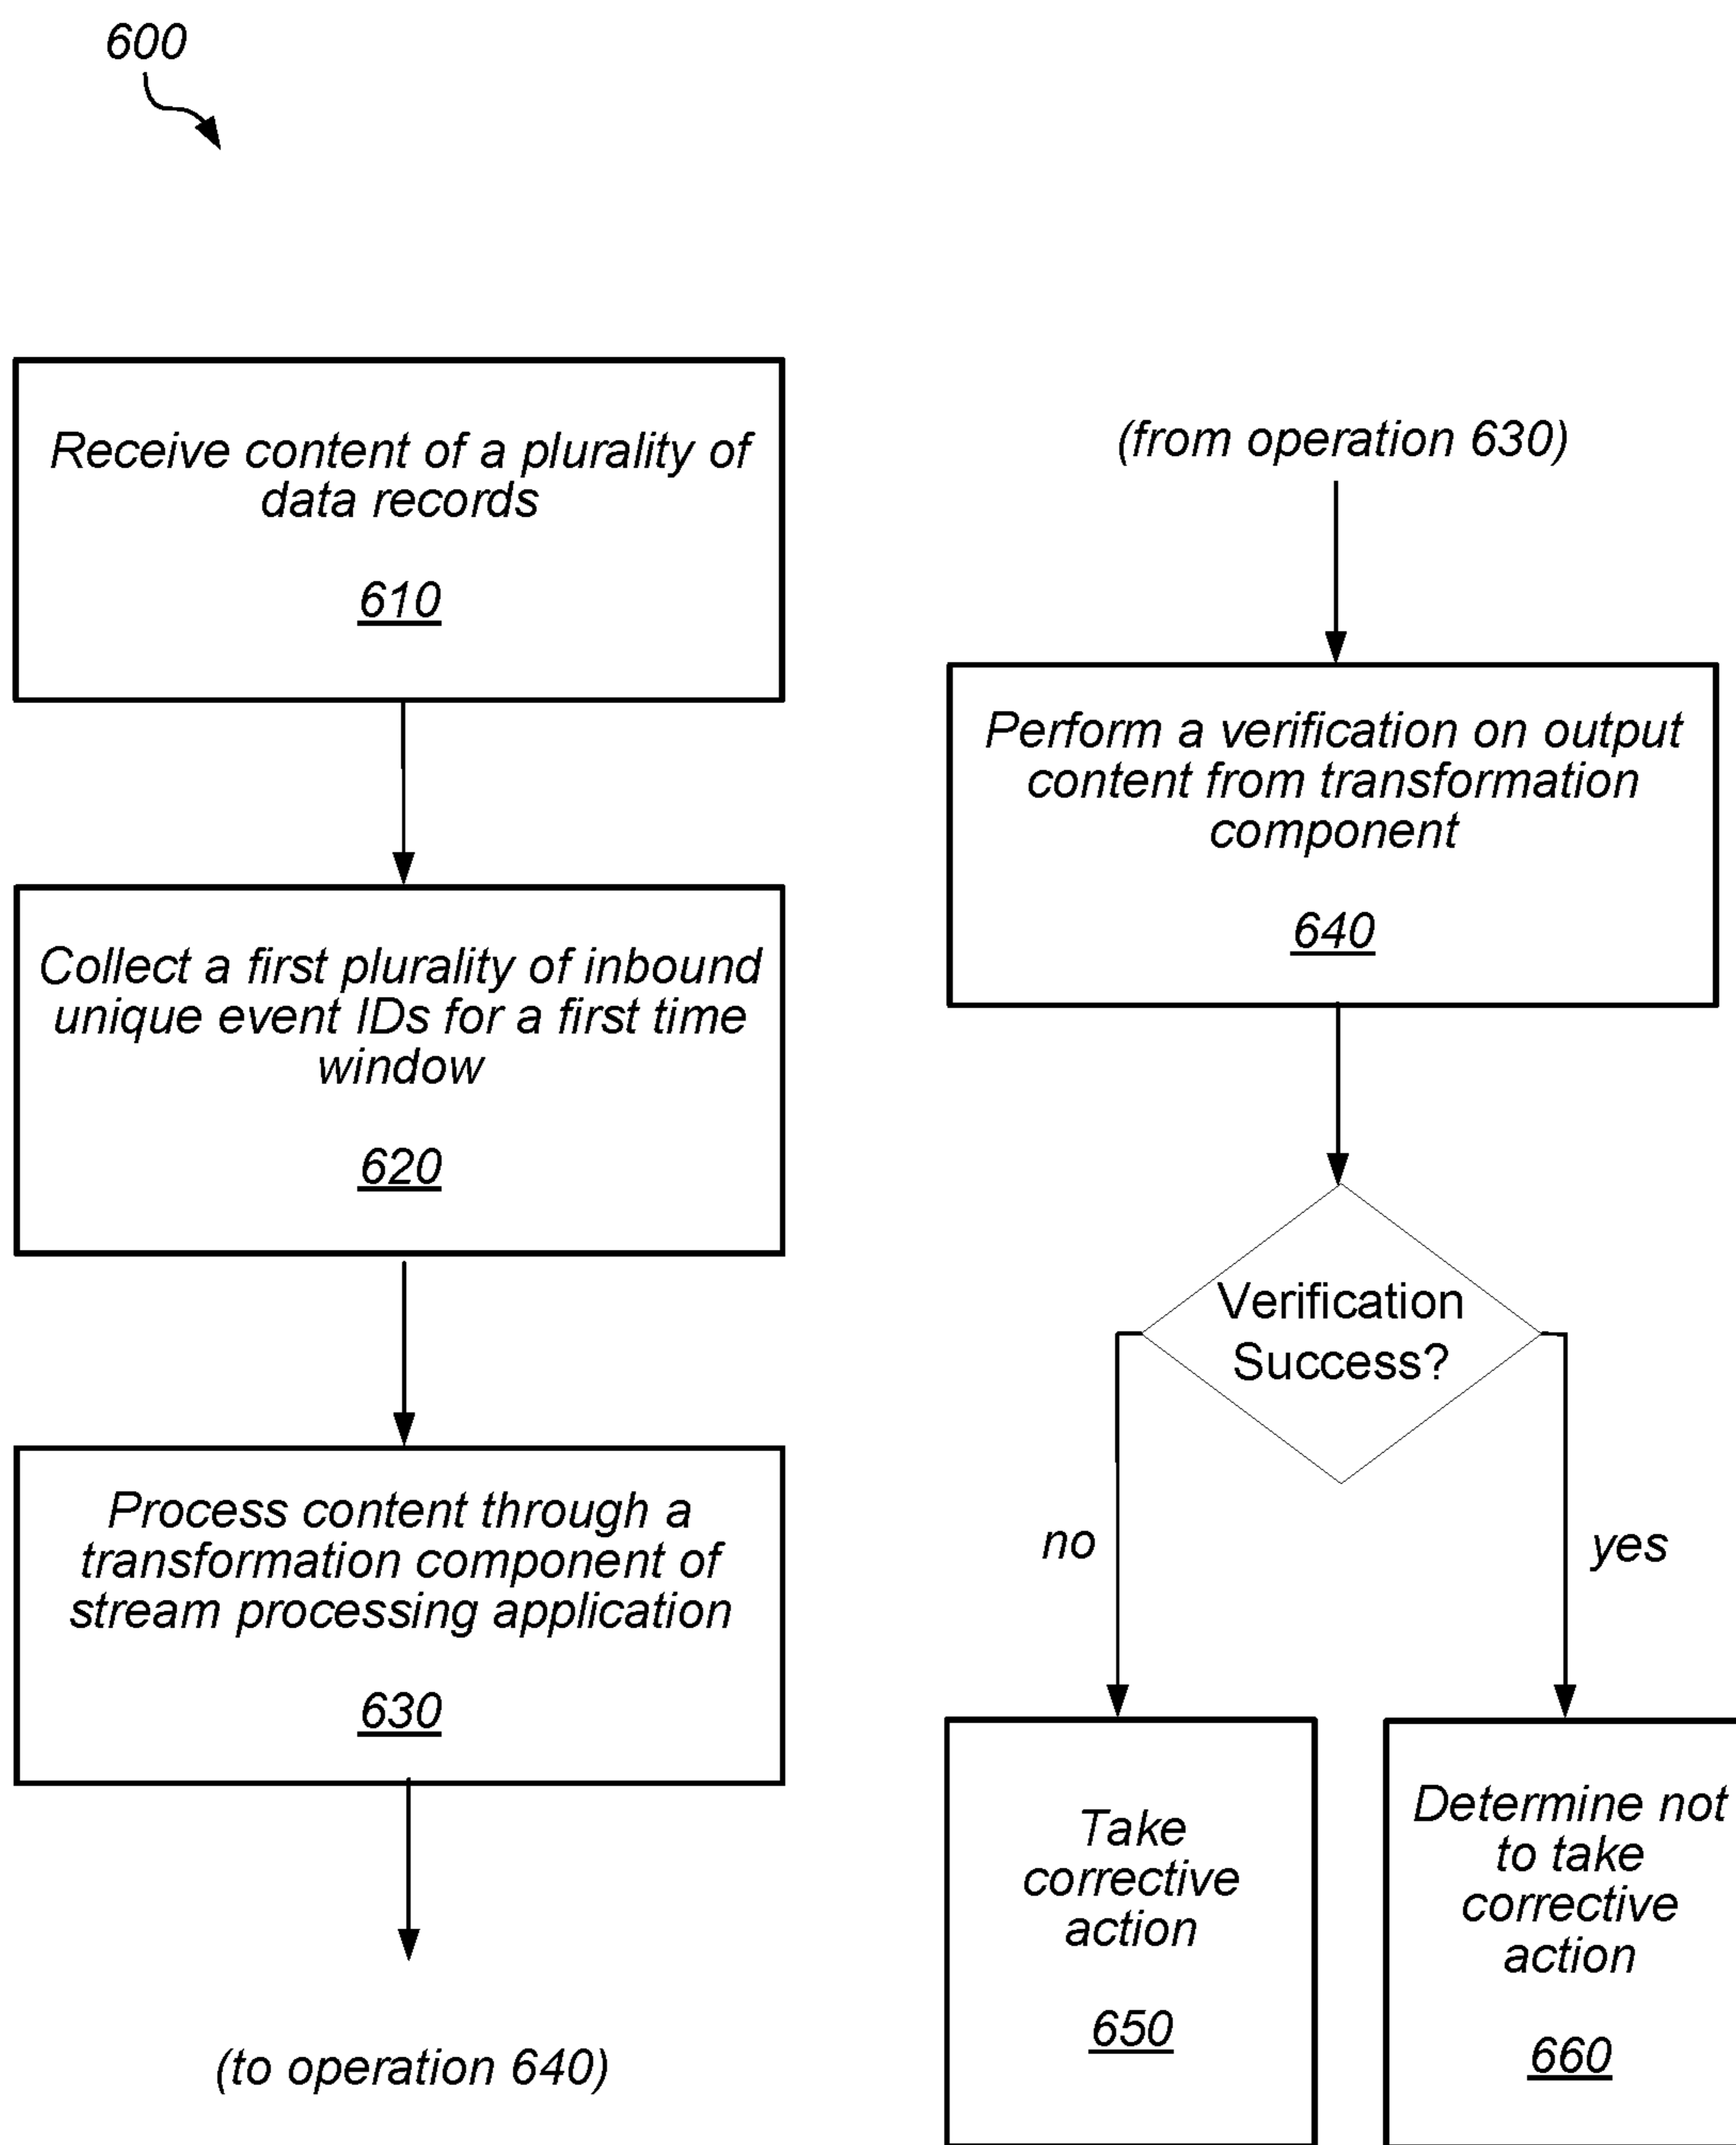 600
Receive content of a plurality of
data records
610
Collect a first plurality of inbound
unique event IDs for a first time
window
620
Process content through a
transformation component of
stream processing application
630
(to operation 640)
(from operation 630)
Perform a verification on output
content from transformation
component
640
Verification
Success?
no
yes
Take
corrective
action
650
Determine not
to take
corrective
action
660